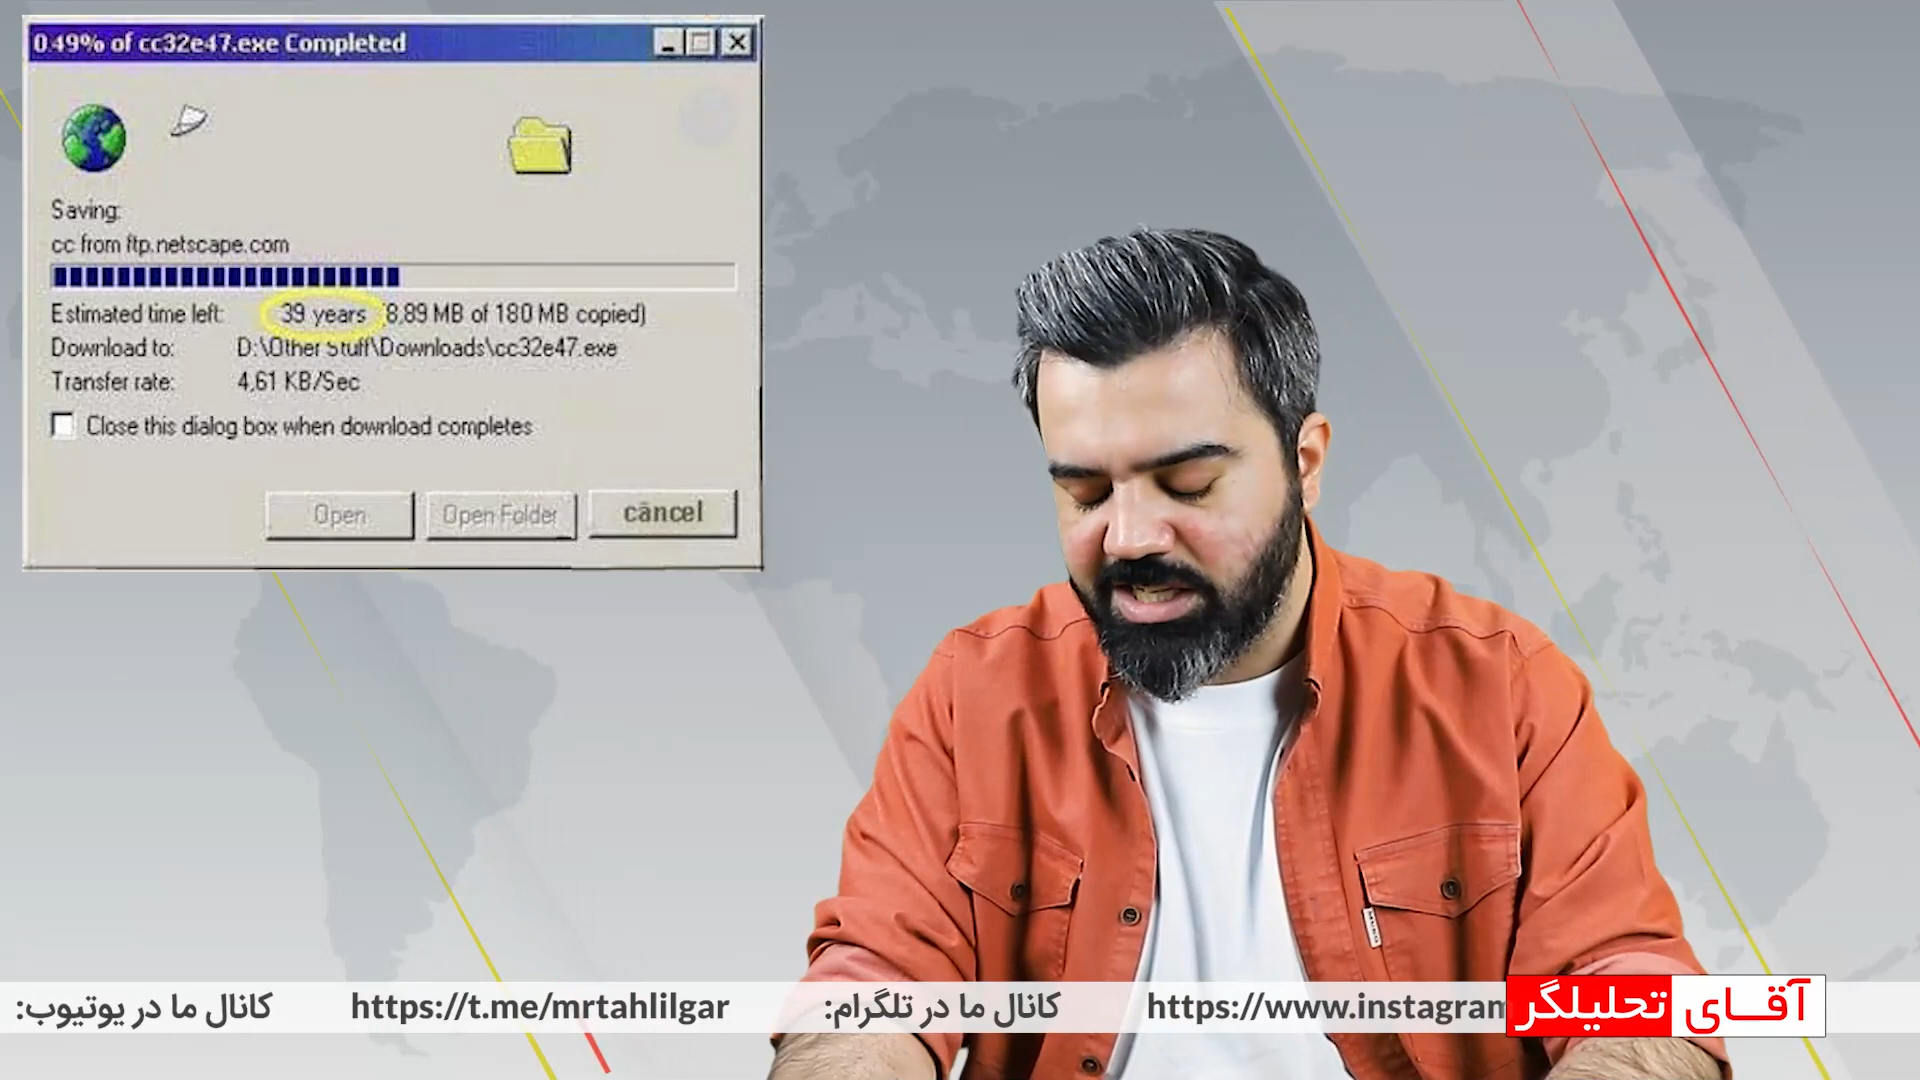 0.49% of cc32e47.exe Completed
Saving:
cc from ftp.netscape.com
Estimated time left: 39 years (8,89 MB of 180 MB copied)
Download to: D:\Other Stuff\Downloads\cc32e47.exe
Transfer rate: 4,61 KB/Sec
Close this dialog box when download completes
Open Open Folder cancel
کانال ما در یوتیوب: https://t.me/mrtahlilgar کانال ما در تلگرام: https://www.instagram
آقای تحلیلگر